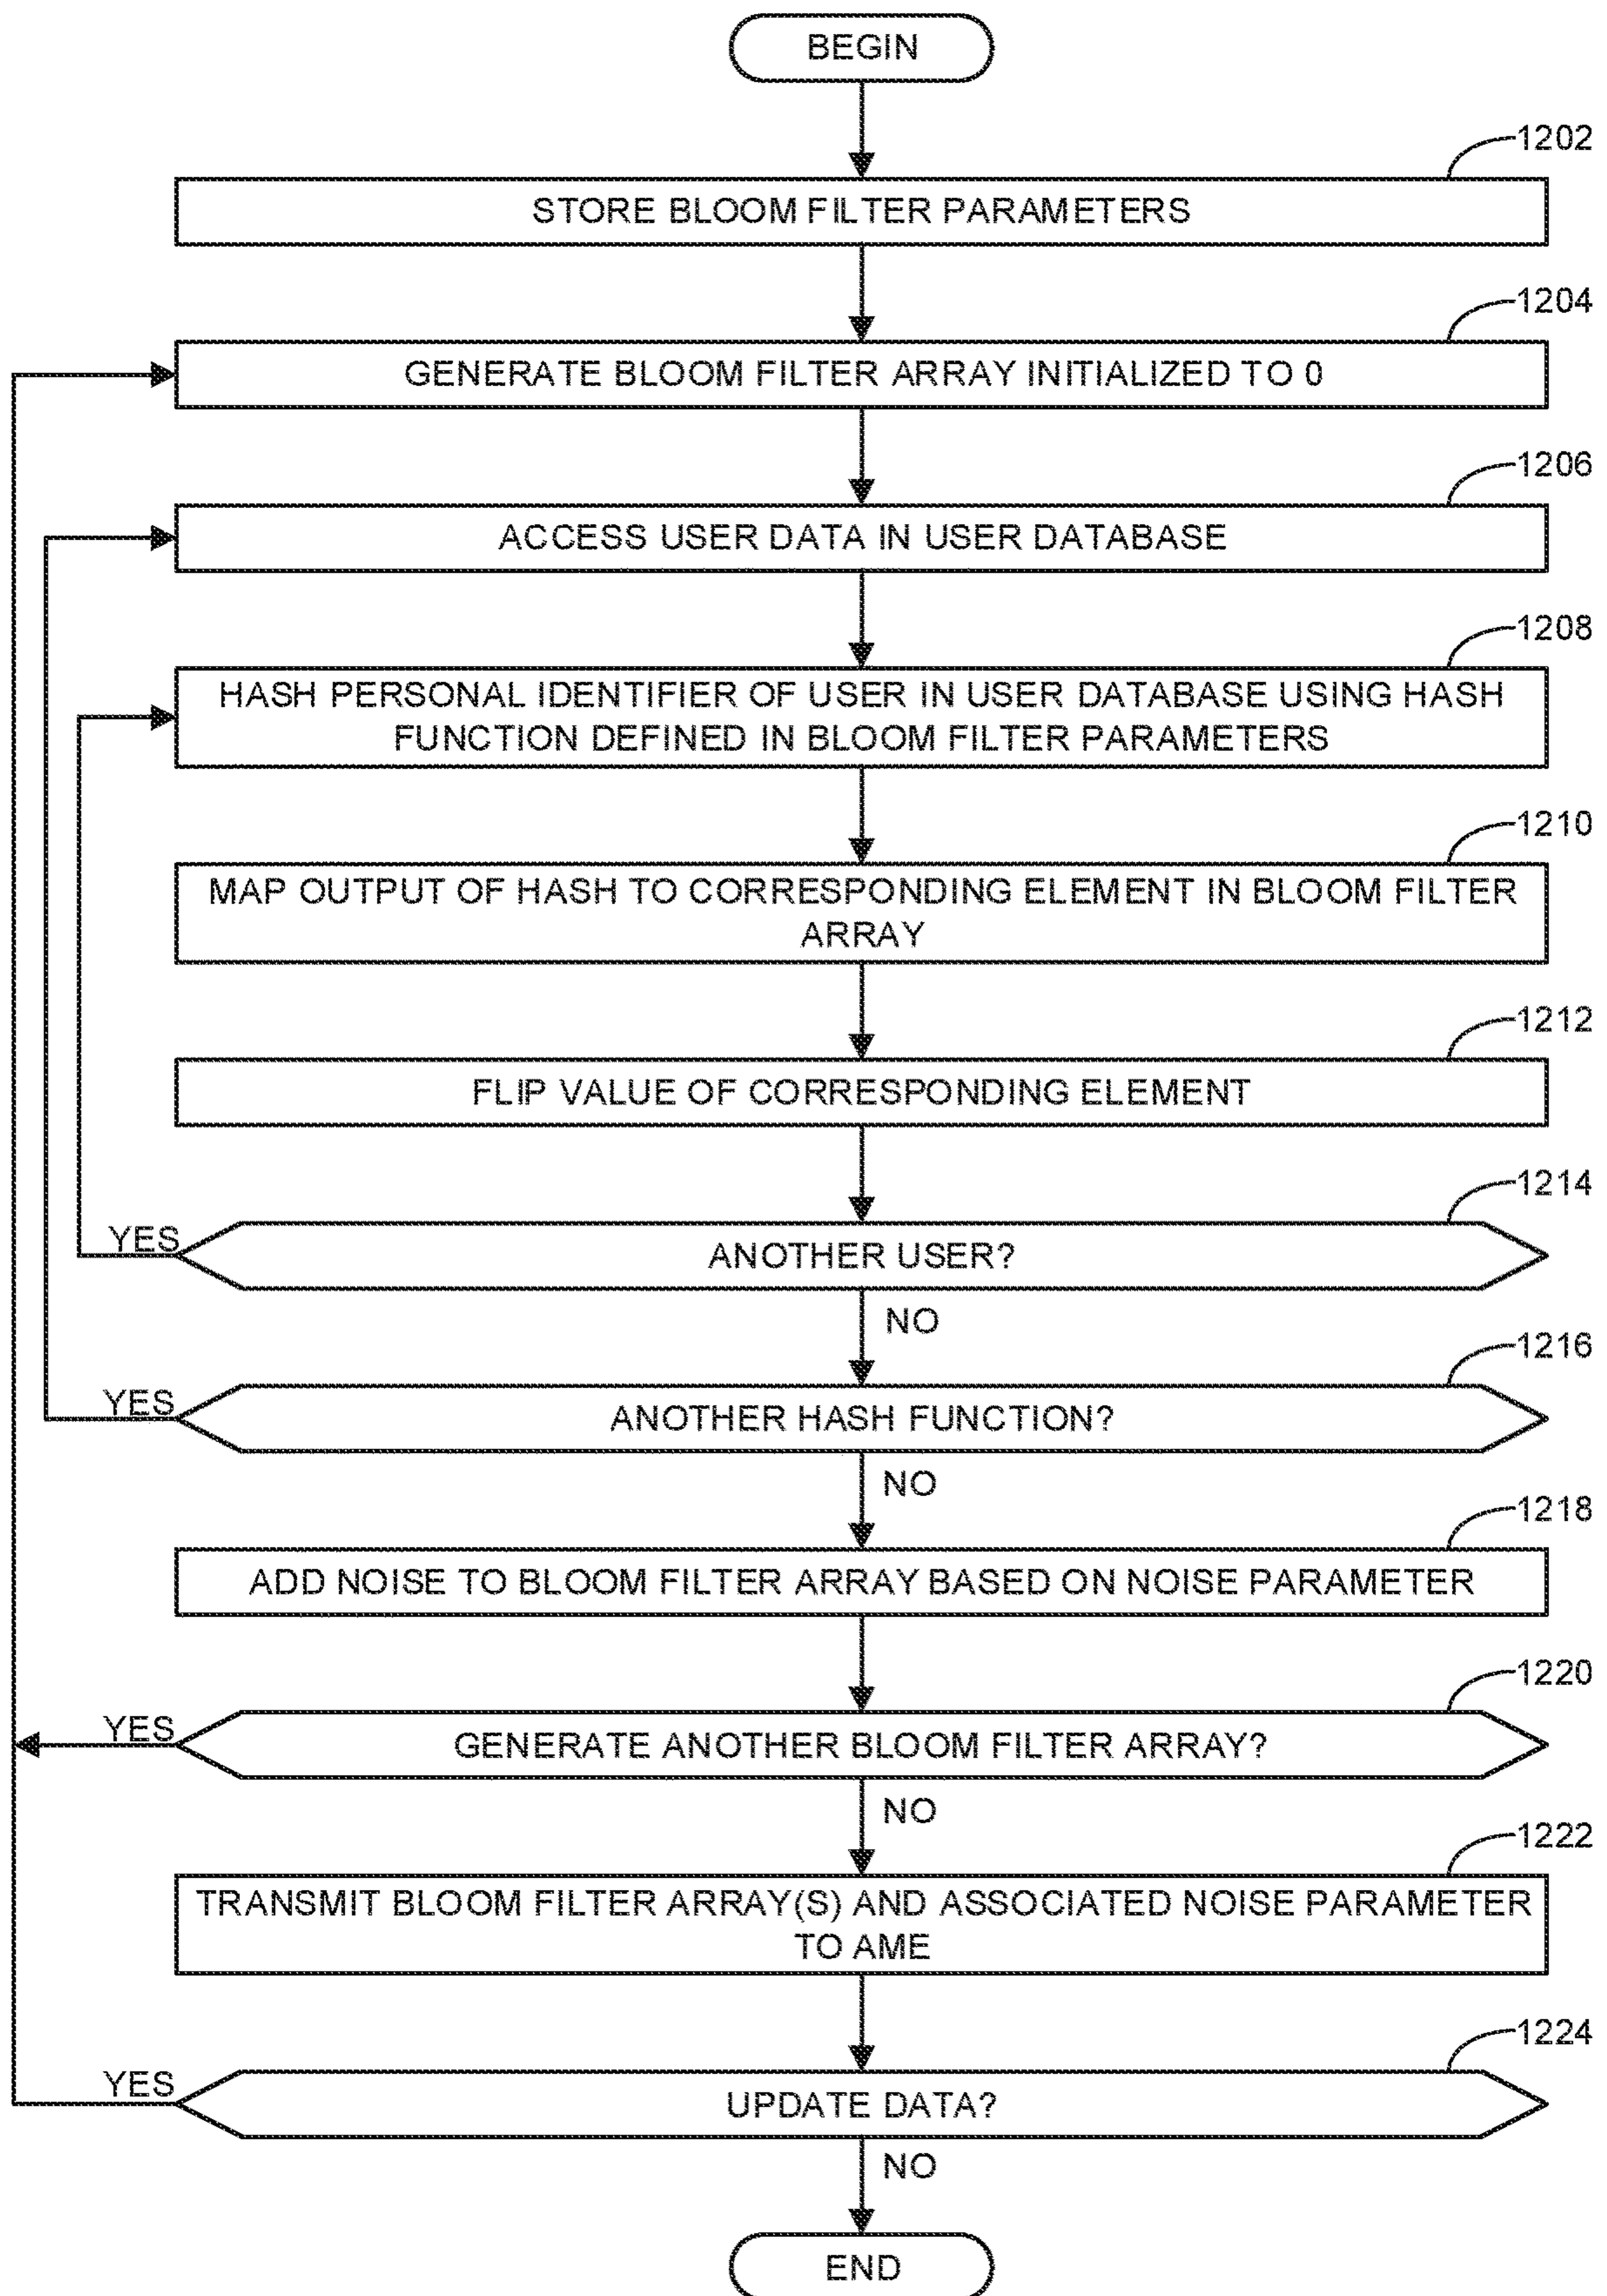 BEGIN
1202
STORE BLOOM FILTER PARAMETERS
1204
GENERATE BLOOM FILTER ARRAY INITIALIZED TO 0
1206
ACCESS USER DATA IN USER DATABASE
1208
HASH PERSONAL IDENTIFIER OF USER IN USER DATABASE USING HASH
FUNCTION DEFINED IN BLOOM FILTER PARAMETERS
1210
MAP OUTPUT OF HASH TO CORRESPONDING ELEMENT IN BLOOM FILTER
ARRAY
1212
FLIP VALUE OF CORRESPONDING ELEMENT
1214
YES
ANOTHER USER?
NO
1216
YES
ANOTHER HASH FUNCTION?
NO
1218
ADD NOISE TO BLOOM FILTER ARRAY BASED ON NOISE PARAMETER
1220
YES
GENERATE ANOTHER BLOOM FILTER ARRAY?
NO
1222
TRANSMIT BLOOM FILTER ARRAY(S) AND ASSOCIATED NOISE PARAMETER
TO AME
1224
YES
UPDATE DATA?
NO
END